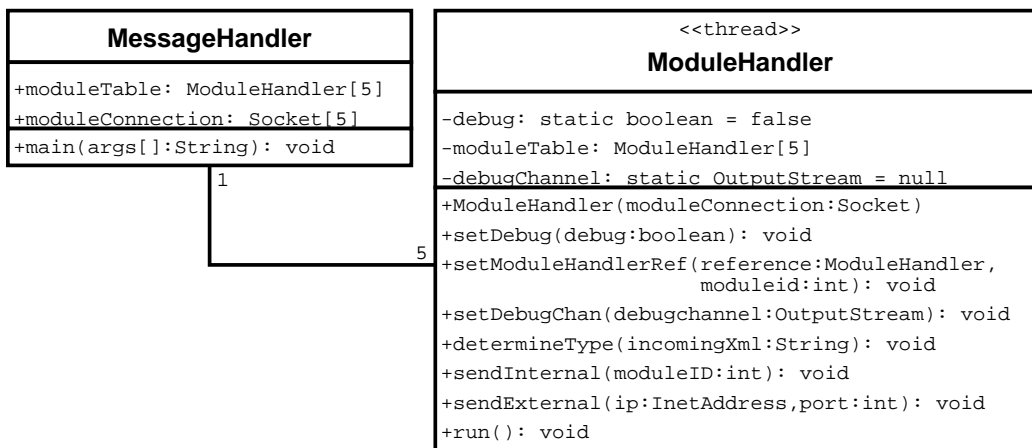 MessageHandler
+moduleTable: ModuleHandler[5]
+moduleConnection: Socket[5]
+main(args[]:String): void
1
5
<<thread>>
ModuleHandler
-debug: static boolean = false
-moduleTable: ModuleHandler[5]
-debugChannel: static OutputStream = null
+ModuleHandler(moduleConnection:Socket)
+setDebug(debug:boolean): void
+setModuleHandlerRef(reference:ModuleHandler,
moduleid:int): void
+setDebugChan(debugchannel:OutputStream): void
+determineType(incomingXml:String): void
+sendInternal(moduleID:int): void
+sendExternal(ip:InetAddress,port:int): void
+run(): void